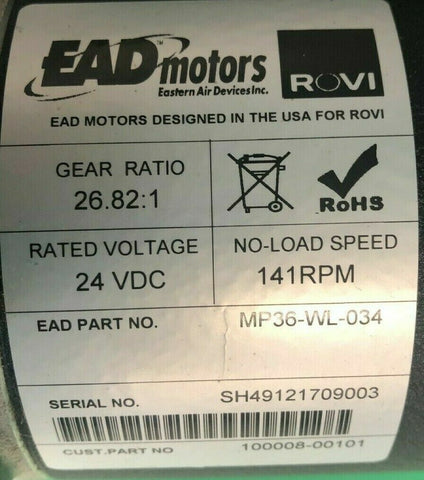 EAD™ motors
Eastern Air Devices Inc.
ROVI
EAD MOTORS DESIGNED IN THE USA FOR ROVI
GEAR RATIO
26.82:1
RoHS
RATED VOLTAGE
24 VDC
NO-LOAD SPEED
141RPM
EAD PART NO. MP36-WL-034
SERIAL NO. SH49121709003
CUST.PART NO 100008-00101